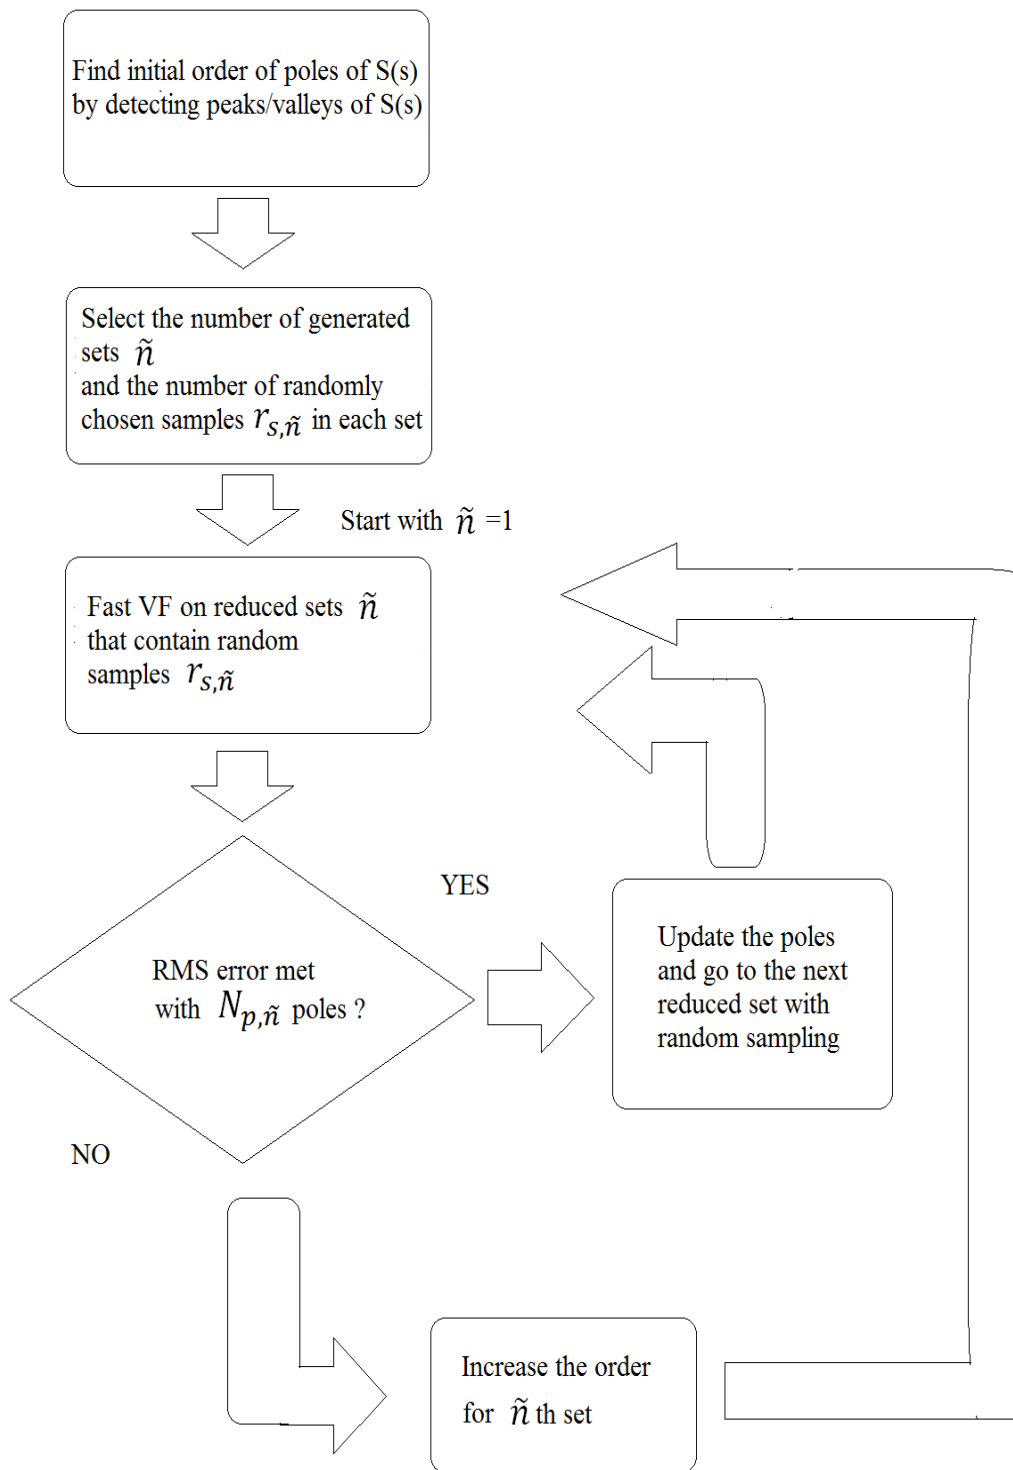 Find initial order of poles of S(s)
by detecting peaks/valleys of S(s)
Select the number of generated
sets ñ
and the number of randomly
chosen samples r_{s,ñ} in each set
Start with ñ =1
Fast VF on reduced sets ñ
that contain random
samples r_{s,ñ}
YES
RMS error met
with N_{p,ñ} poles ?
Update the poles
and go to the next
reduced set with
random sampling
NO
Increase the order
for ñ th set